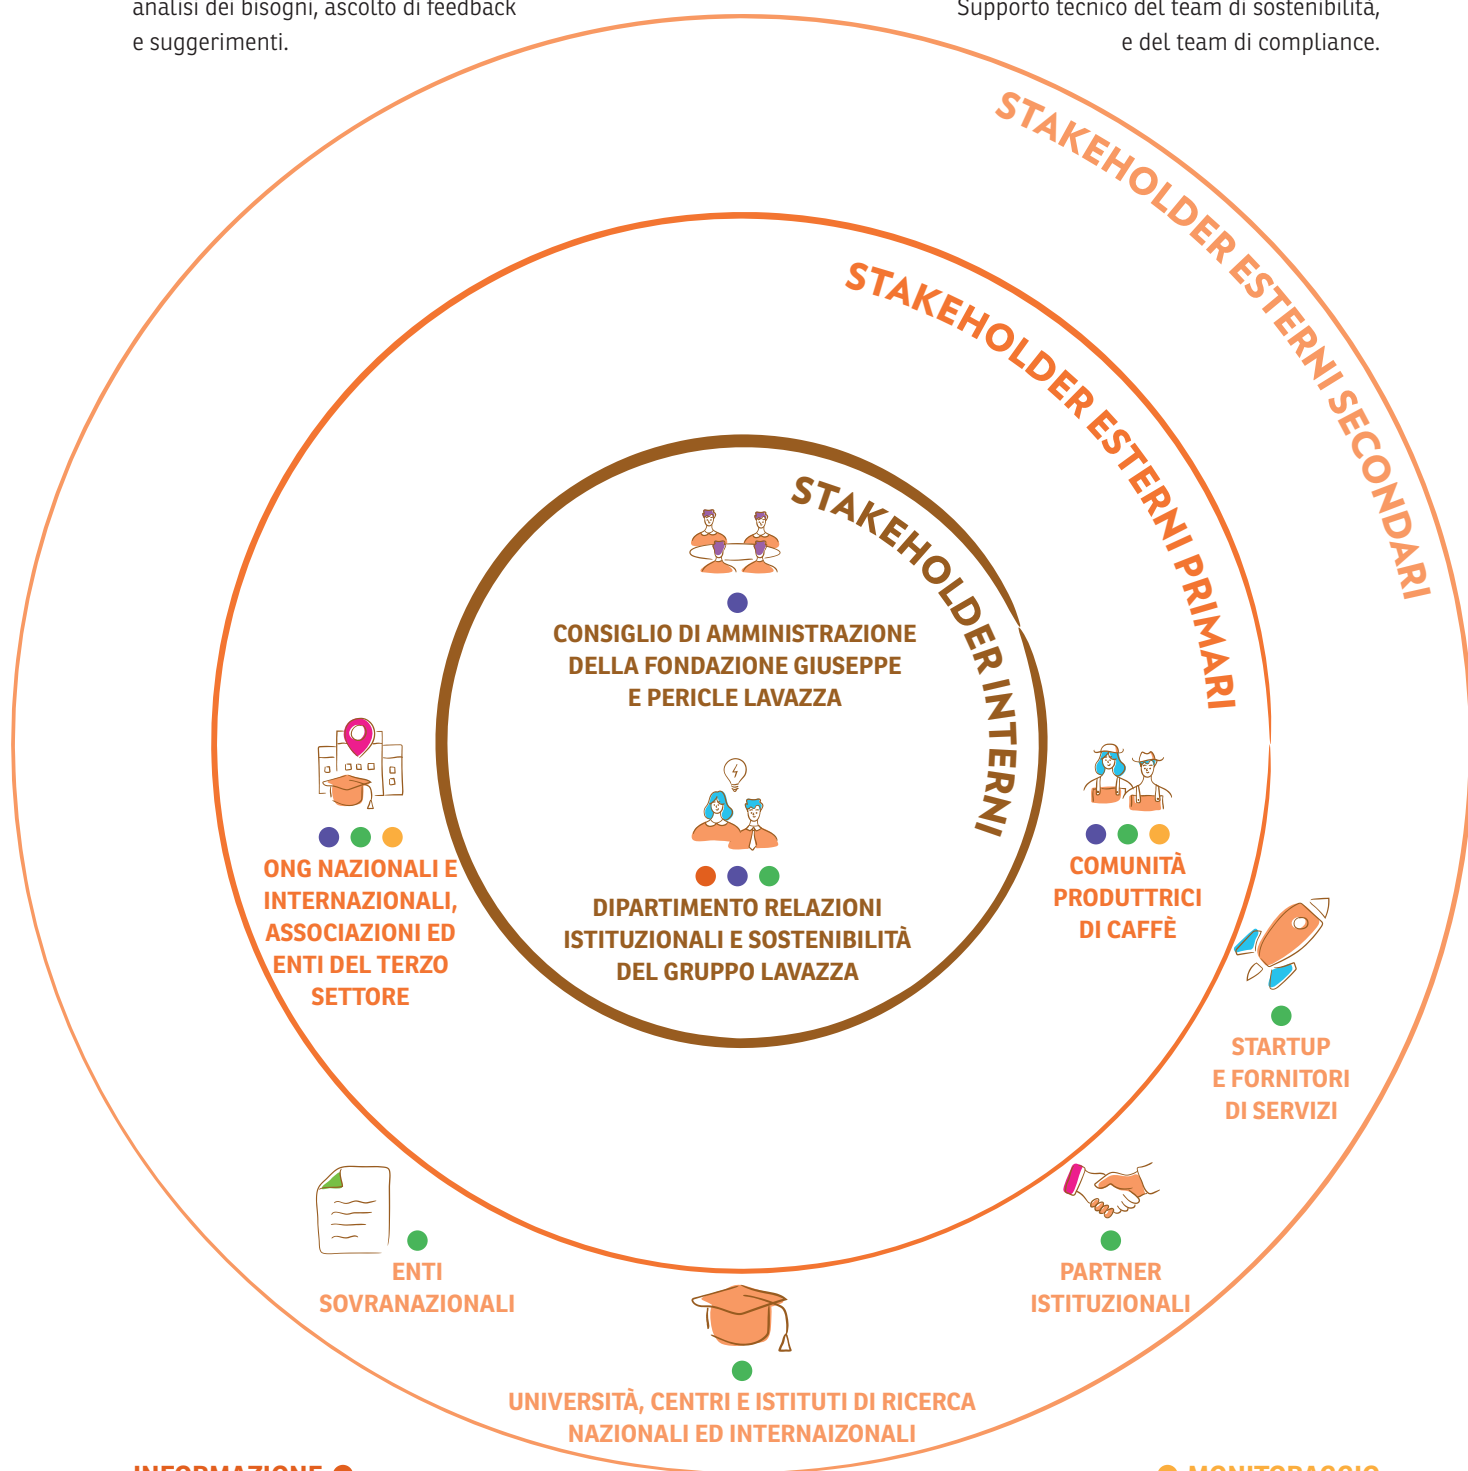 analisi dei bisogni, ascolto di feedback
e suggerimenti.
Supporto tecnico del team di sostenibilità,
e del team di compliance.
STAKEHOLDER ESTERNI SECONDARI
STAKEHOLDER ESTERNI PRIMARI
STAKEHOLDER INTERNI
CONSIGLIO DI AMMINISTRAZIONE
DELLA FONDAZIONE GIUSEPPE
E PERICLE LAVAZZA
DIPARTIMENTO RELAZIONI
ISTITUZIONALI E SOSTENIBILITÀ
DEL GRUPPO LAVAZZA
ONG NAZIONALI E
INTERNAZIONALI,
ASSOCIAZIONI ED
ENTI DEL TERZO
SETTORE
COMUNITÀ
PRODUTTRICI
DI CAFFÈ
STARTUP
E FORNITORI
DI SERVIZI
ENTI
SOVRANAZIONALI
PARTNER
ISTITUZIONALI
UNIVERSITÀ, CENTRI E ISTITUTI DI RICERCA
NAZIONALI ED INTERNAIZONALI
INFORMAZIONE
MONITORAGGIO